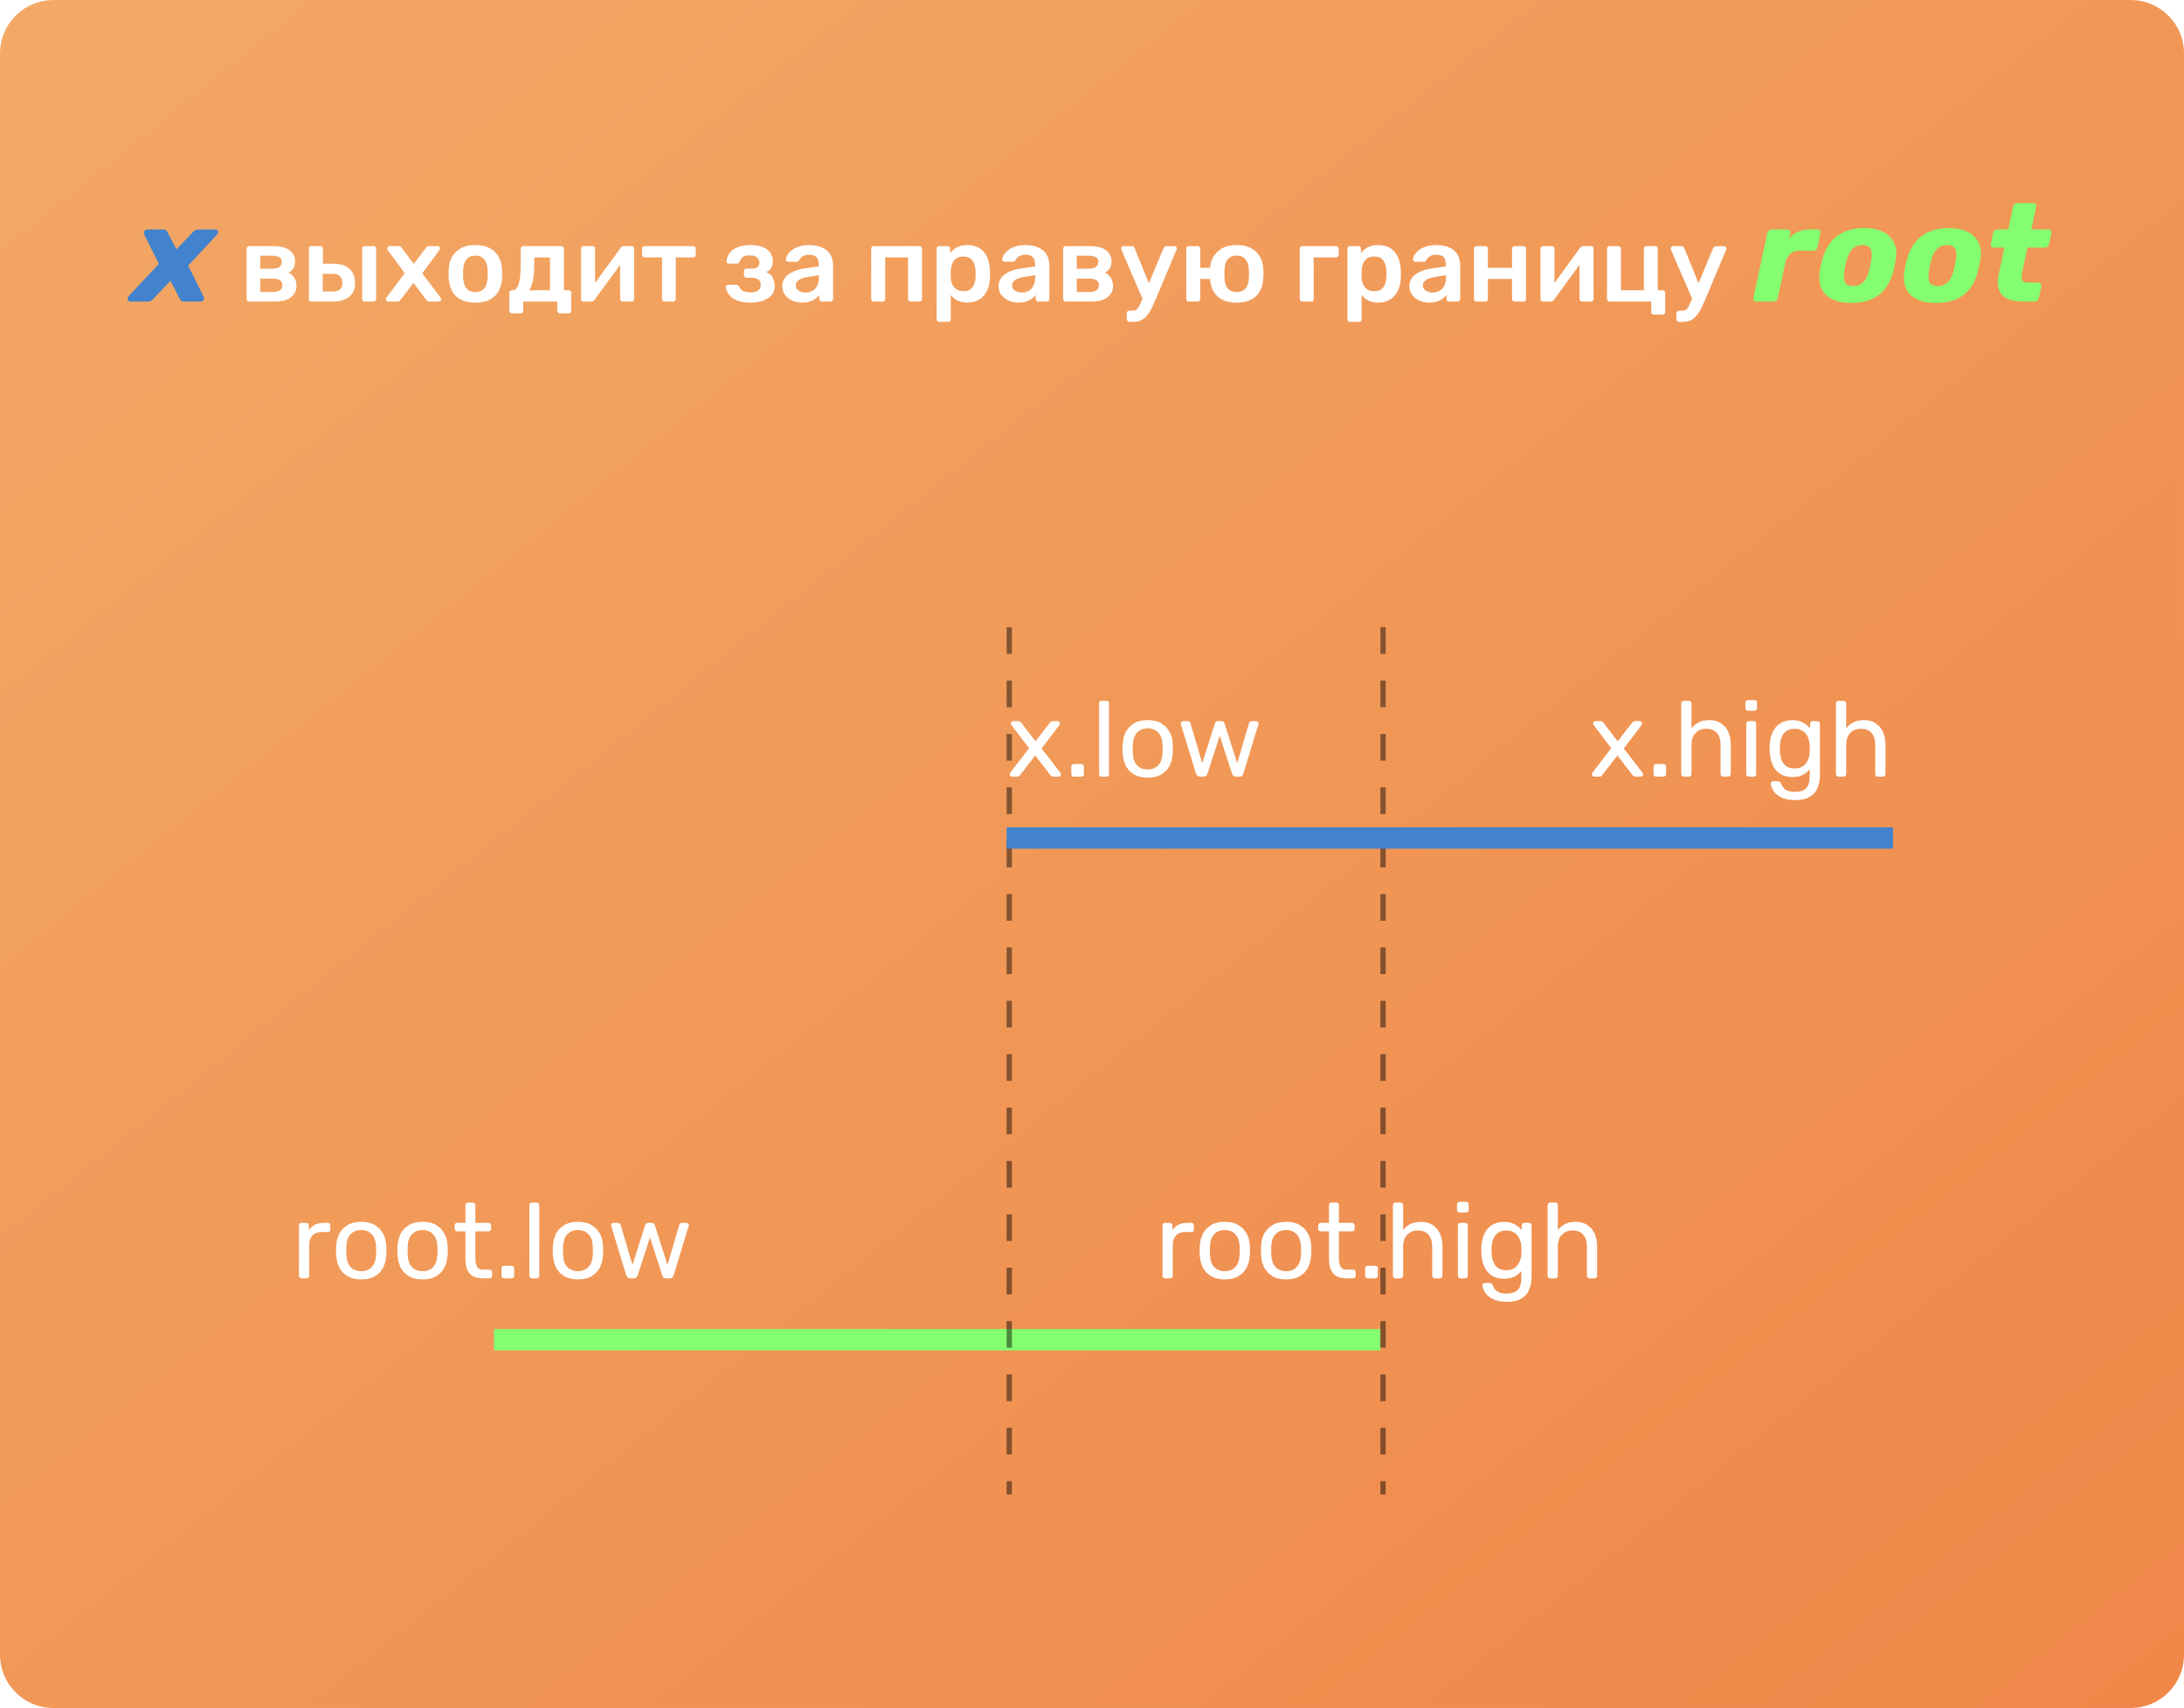 x выходит за правую границу root
x.low x.high
root.low root.high